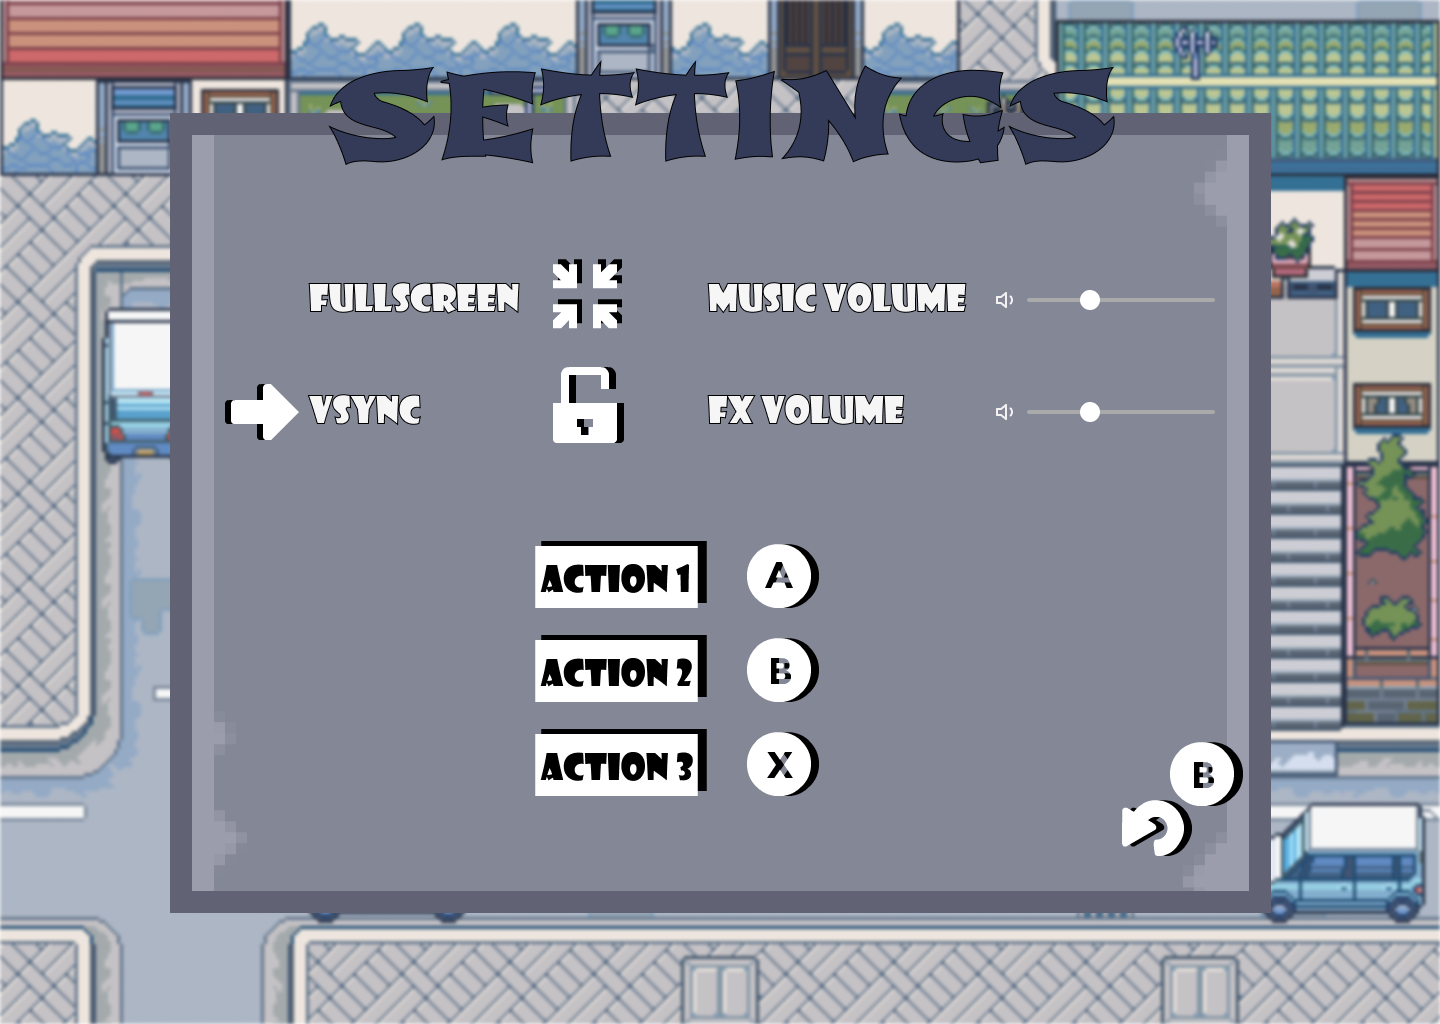 SETTINGS
FULLSCREEN
MUSIC VOLUME
VSYNC
FX VOLUME
ACTION 1 A
ACTION 2 B
ACTION 3 X
B